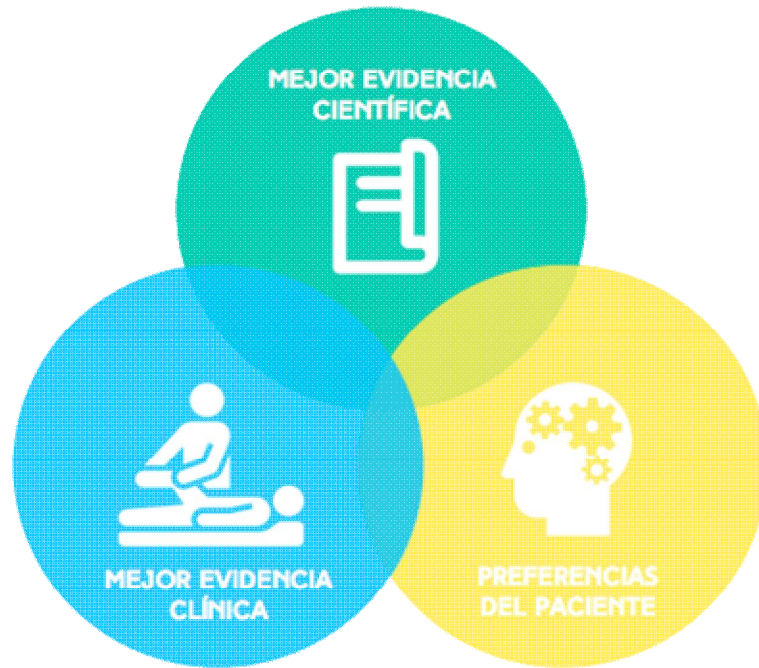 MEJOR EVIDENCIA
CIENTÍFICA
MEJOR EVIDENCIA
CLÍNICA
PREFERENCIAS
DEL PACIENTE